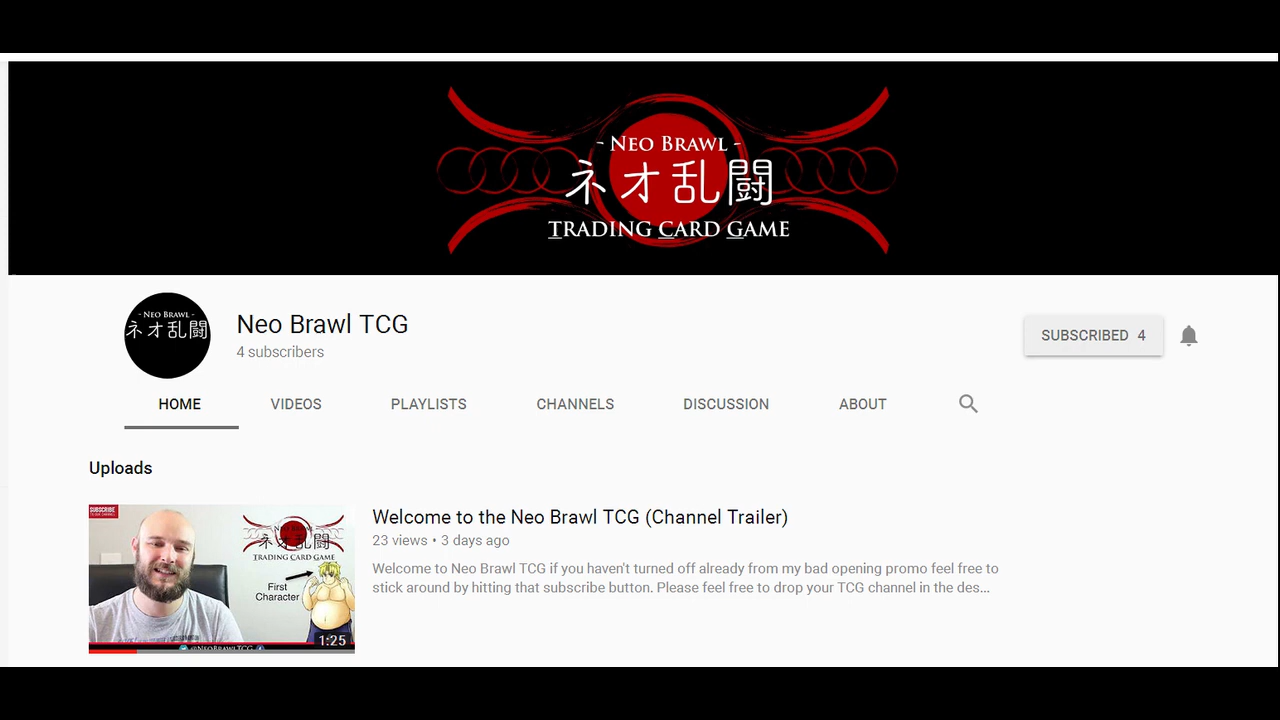 - Neo Brawl -
ネオ乱闘
Trading Card Game
- Neo Brawl -
ネオ乱闘
Neo Brawl TCG
4 subscribers
SUBSCRIBED 4
HOME VIDEOS PLAYLISTS CHANNELS DISCUSSION ABOUT
Uploads
SUBSCRIBE
ネオ乱闘
Trading Card Game
First
Character
1:25
@NeoBrawlTCG
Welcome to the Neo Brawl TCG (Channel Trailer)
23 views • 3 days ago
Welcome to Neo Brawl TCG if you haven't turned off already from my bad opening promo feel free to
stick around by hitting that subscribe button. Please feel free to drop your TCG channel in the des...